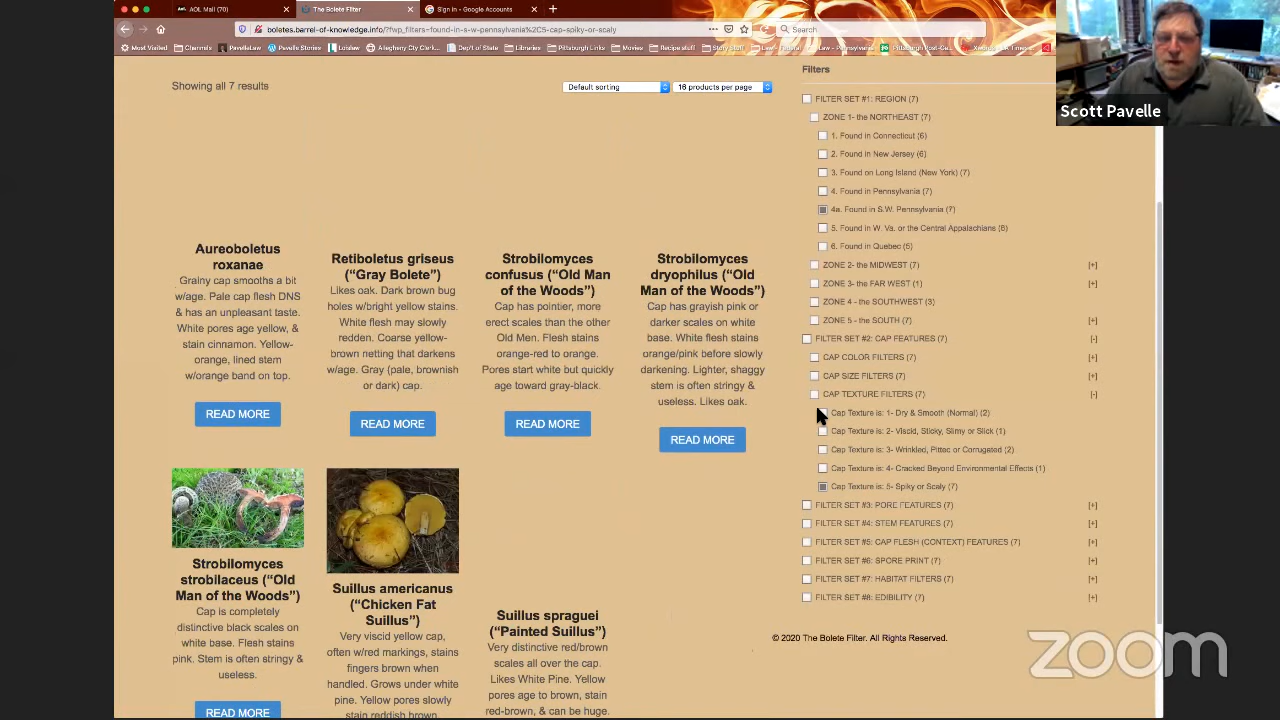 AOL Mail (70)
The Bolete Filter
Sign in - Google Accounts
boletes.barrel-of-knowledge.info/?fwp_filters=found-in-s-w-pennsylvania%2C5-cap-spiky-or-scaly
Search
Most Visited
Channels
PavelleLaw
Pavelle Stories
Loislaw
Allegheny City Clerk...
Dep't of State
Libraries
Pittsburgh Links
Movies
Recipe stuff
Story Stuff
Law - Pennsylvania
Pittsburgh Post-Ga...
Scott Pavelle
Showing all 7 results
Default sorting
16 products per page
Aureoboletus
roxanae
Grainy cap smooths a bit
w/age. Pale cap flesh DNS
& has an unpleasant taste.
White pores age yellow, &
stain cinnamon. Yellow-
orange, lined stem
w/orange band on top.
READ MORE
Retiboletus griseus
(“Gray Bolete”)
Likes oak. Dark brown bug
holes w/bright yellow stains.
White flesh may slowly
redden. Coarse yellow-
brown netting that darkens
w/age. Gray (pale, brownish
or dark) cap.
READ MORE
Strobilomyces
confusus (“Old Man
of the Woods”)
Cap has pointier, more
erect scales than the other
Old Men. Flesh stains
orange-red to orange.
Pores start white but quickly
age toward gray-black.
READ MORE
Strobilomyces
dryophilus (“Old
Man of the Woods”)
Cap has grayish pink or
darker scales on white
base. White flesh stains
orange/pink before slowly
darkening. Lighter, shaggy
stem is often stringy &
useless. Likes oak.
READ MORE
Strobilomyces
strobilaceus (“Old
Man of the Woods”)
Cap is completely
distinctive black scales on
white base. Flesh stains
pink. Stem is often stringy &
useless.
READ MORE
Suillus americanus
(“Chicken Fat
Suillus”)
Very viscid yellow cap,
often w/red markings, stains
fingers brown when
handled. Grows under white
pine. Yellow pores slowly
stain reddish brown.
Suillus spraguei
(“Painted Suillus”)
Very distinctive red/brown
scales all over the cap.
Likes White Pine. Yellow
pores age to brown, stain
red-brown, & can be huge.
Filters
FILTER SET #1: REGION (7)
ZONE 1- the NORTHEAST (7)
1. Found in Connecticut (6)
2. Found in New Jersey (6)
3. Found on Long Island (New York) (7)
4. Found in Pennsylvania (7)
4a. Found in S.W. Pennsylvania (7)
5. Found in W. Va. or the Central Appalachians (6)
6. Found in Quebec (5)
ZONE 2- the MIDWEST (7) [+]
ZONE 3- the FAR WEST (1) [+]
ZONE 4 - the SOUTHWEST (3)
ZONE 5 - the SOUTH (7) [+]
FILTER SET #2: CAP FEATURES (7) [-]
CAP COLOR FILTERS (7) [+]
CAP SIZE FILTERS (7) [+]
CAP TEXTURE FILTERS (7) [-]
Cap Texture is: 1- Dry & Smooth (Normal) (2)
Cap Texture is: 2- Viscid, Sticky, Slimy or Slick (1)
Cap Texture is: 3- Wrinkled, Pitted or Corrugated (2)
Cap Texture is: 4- Cracked Beyond Environmental Effects (1)
Cap Texture is: 5- Spiky or Scaly (7)
FILTER SET #3: PORE FEATURES (7) [+]
FILTER SET #4: STEM FEATURES (7) [+]
FILTER SET #5: CAP FLESH (CONTEXT) FEATURES (7) [+]
FILTER SET #6: SPORE PRINT (7) [+]
FILTER SET #7: HABITAT FILTERS (7) [+]
FILTER SET #8: EDIBILITY (7) [+]
© 2020 The Bolete Filter. All Rights Reserved.
zoom